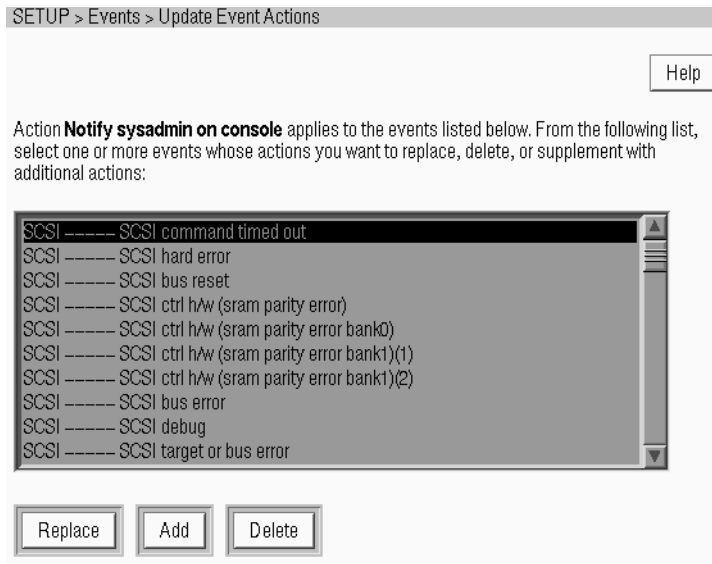 SETUP > Events > Update Event Actions
Help
Action Notify sysadmin on console applies to the events listed below. From the following list,
select one or more events whose actions you want to replace, delete, or supplement with
additional actions:
SCSI ----- SCSI command timed out
SCSI ----- SCSI hard error
SCSI ----- SCSI bus reset
SCSI ----- SCSI ctrl h/w (sram parity error)
SCSI ----- SCSI ctrl h/w (sram parity error bank0)
SCSI ----- SCSI ctrl h/w (sram parity error bank1)(1)
SCSI ----- SCSI ctrl h/w (sram parity error bank1)(2)
SCSI ----- SCSI bus error
SCSI ----- SCSI debug
SCSI ----- SCSI target or bus error
Replace Add Delete